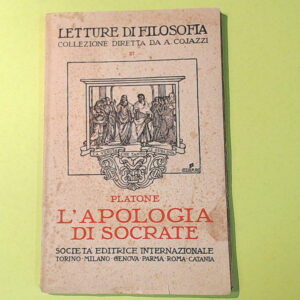 LETTURE DI FILOSOFIA
COLLEZIONE DIRETTA DA A. COJAZZI
PLATONE
L'APOLOGIA
DI SOCRATE
SOCIETÀ EDITRICE INTERNAZIONALE
TORINO · MILANO · GENOVA · PARMA · ROMA · CATANIA